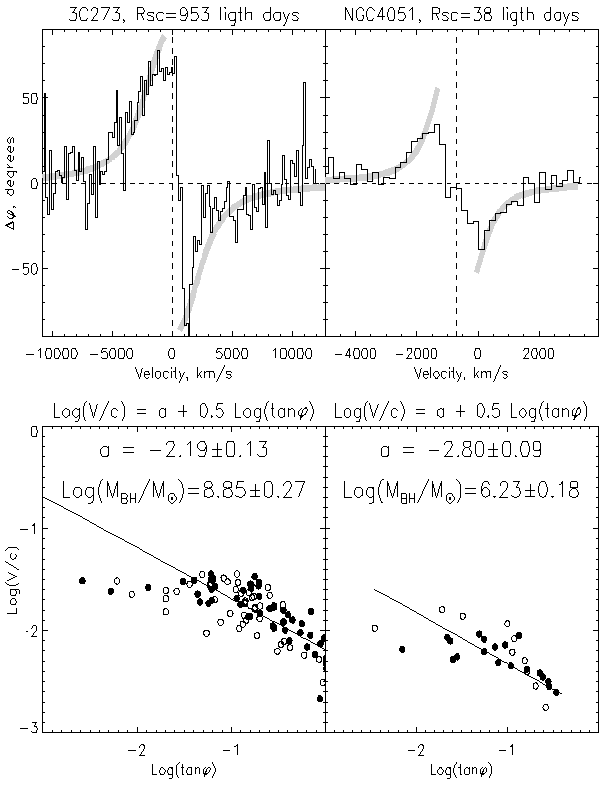 3C273, Rsc=953 ligth days
NGC4051, Rsc=38 ligth days
50
0
−50
Δφ, degrees
−10000 −5000 0 5000 10000
Velocity, km/s
−4000 −2000 0 2000
Velocity, km/s
Log(V/c) = a + 0.5 Log(tanφ)
a = −2.19±0.13
Log(M_BH/M_⊙)=8.85±0.27
Log(V/c) = a + 0.5 Log(tanφ)
a = −2.80±0.09
Log(M_BH/M_⊙)=6.23±0.18
0
−1
−2
−3
Log(V/c)
−2 −1
Log(tanφ)
−2 −1
Log(tanφ)